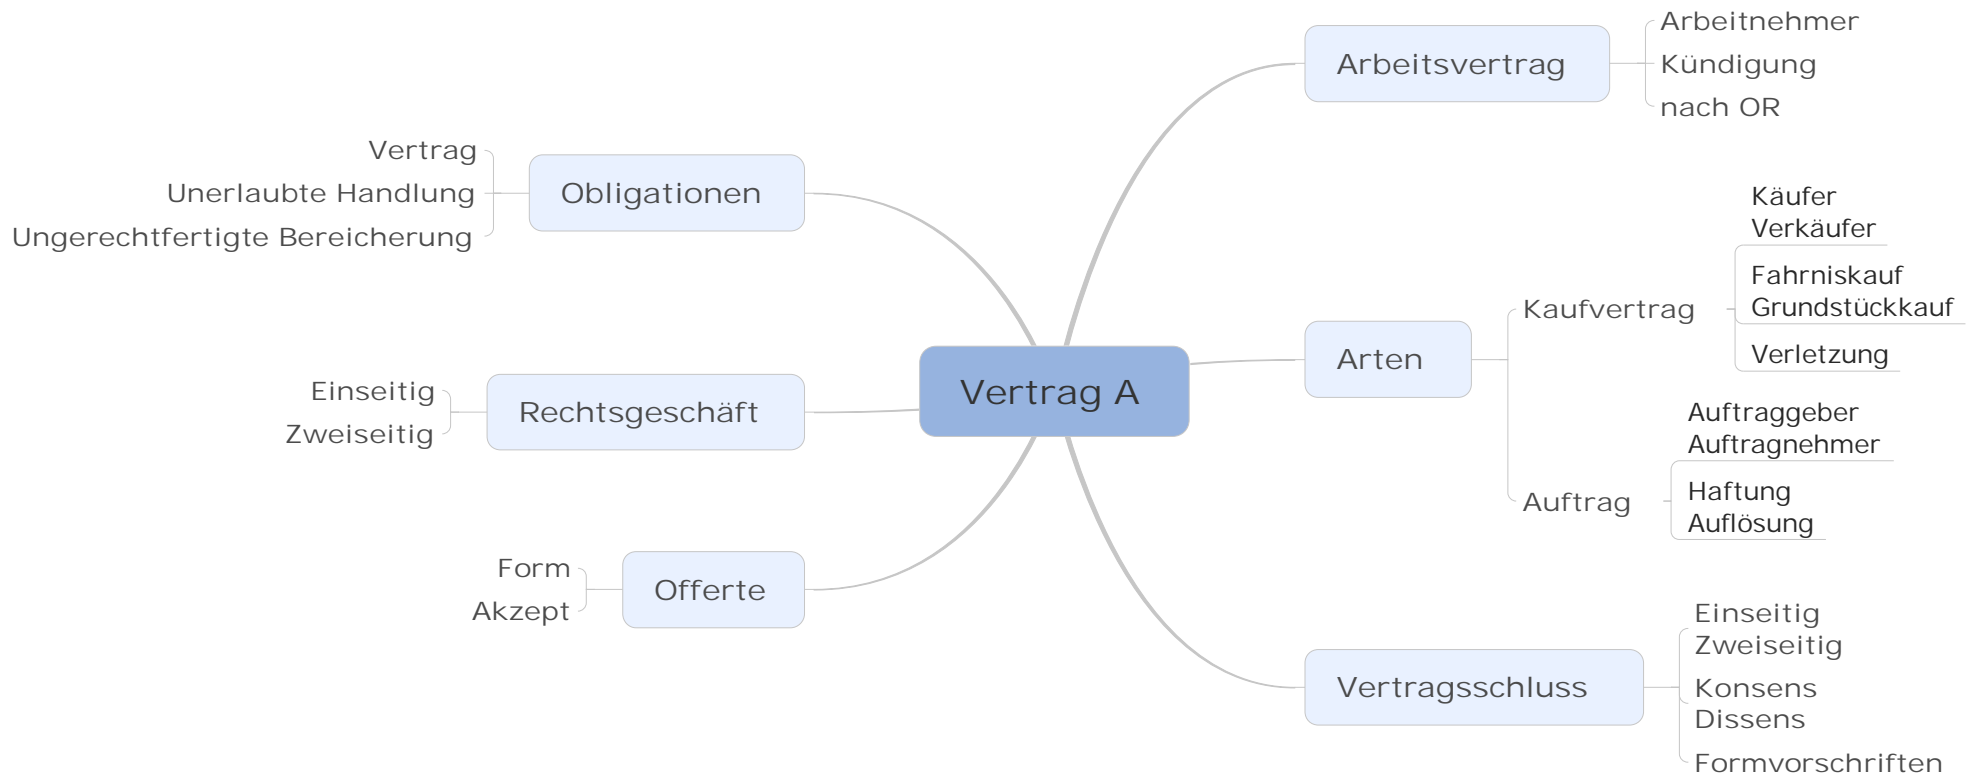 Vertrag A
Arbeitsvertrag
Arbeitnehmer
Kündigung
nach OR
Arten
Kaufvertrag
Käufer
Verkäufer
Fahrniskauf
Grundstückkauf
Verletzung
Auftrag
Auftraggeber
Auftragnehmer
Haftung
Auflösung
Vertragsschluss
Einseitig
Zweiseitig
Konsens
Dissens
Formvorschriften
Obligationen
Vertrag
Unerlaubte Handlung
Ungerechtfertigte Bereicherung
Rechtsgeschäft
Einseitig
Zweiseitig
Offerte
Form
Akzept